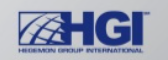 HGI
HEGEMON GROUP INTERNATIONAL